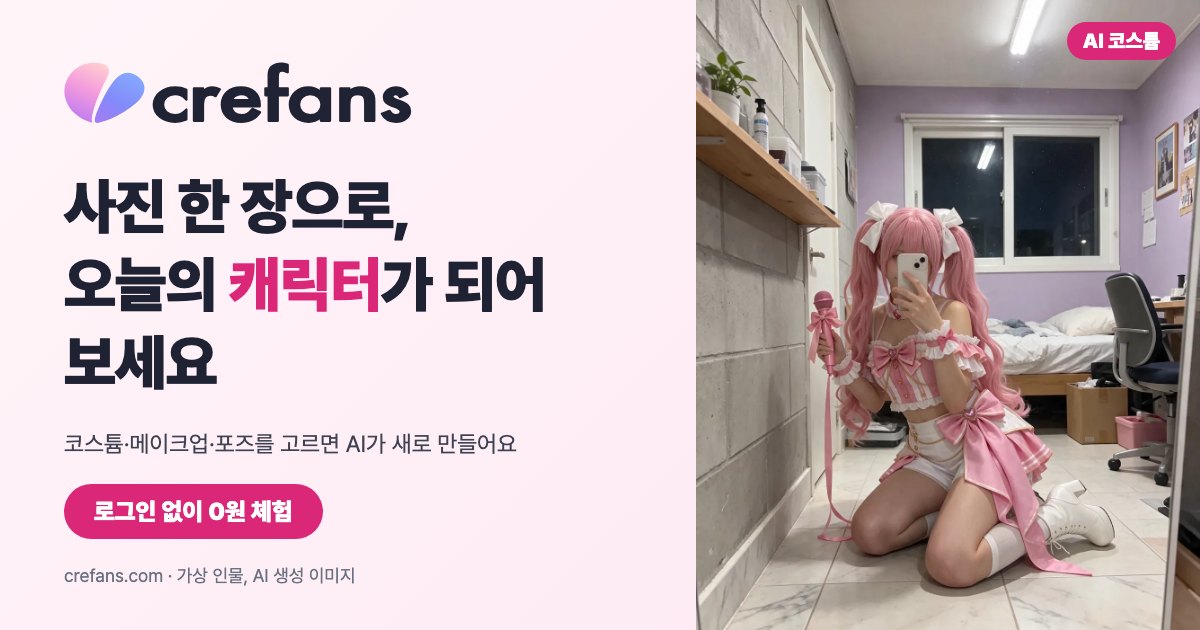 crefans
사진 한 장으로,
오늘의 캐릭터가 되어
보세요
코스튬·메이크업·포즈를 고르면 AI가 새로 만들어요
로그인 없이 0원 체험
crefans.com · 가상 인물, AI 생성 이미지
AI 코스튬